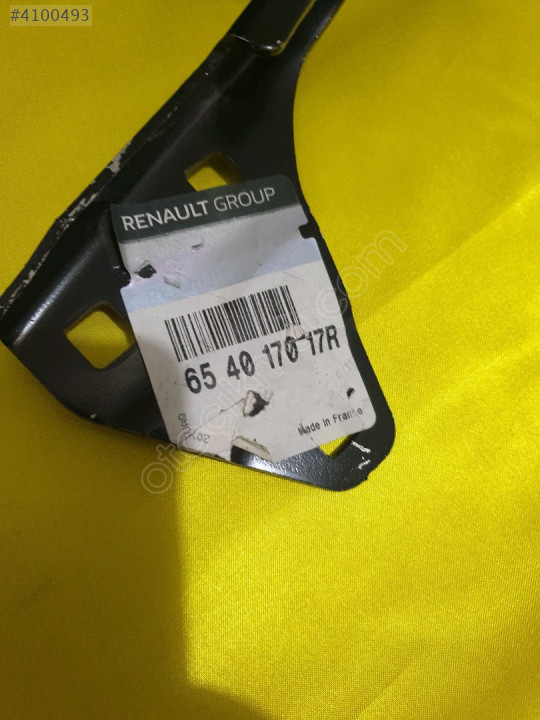 #4100493
RENAULT GROUP
65 40 170 17R
Made in France